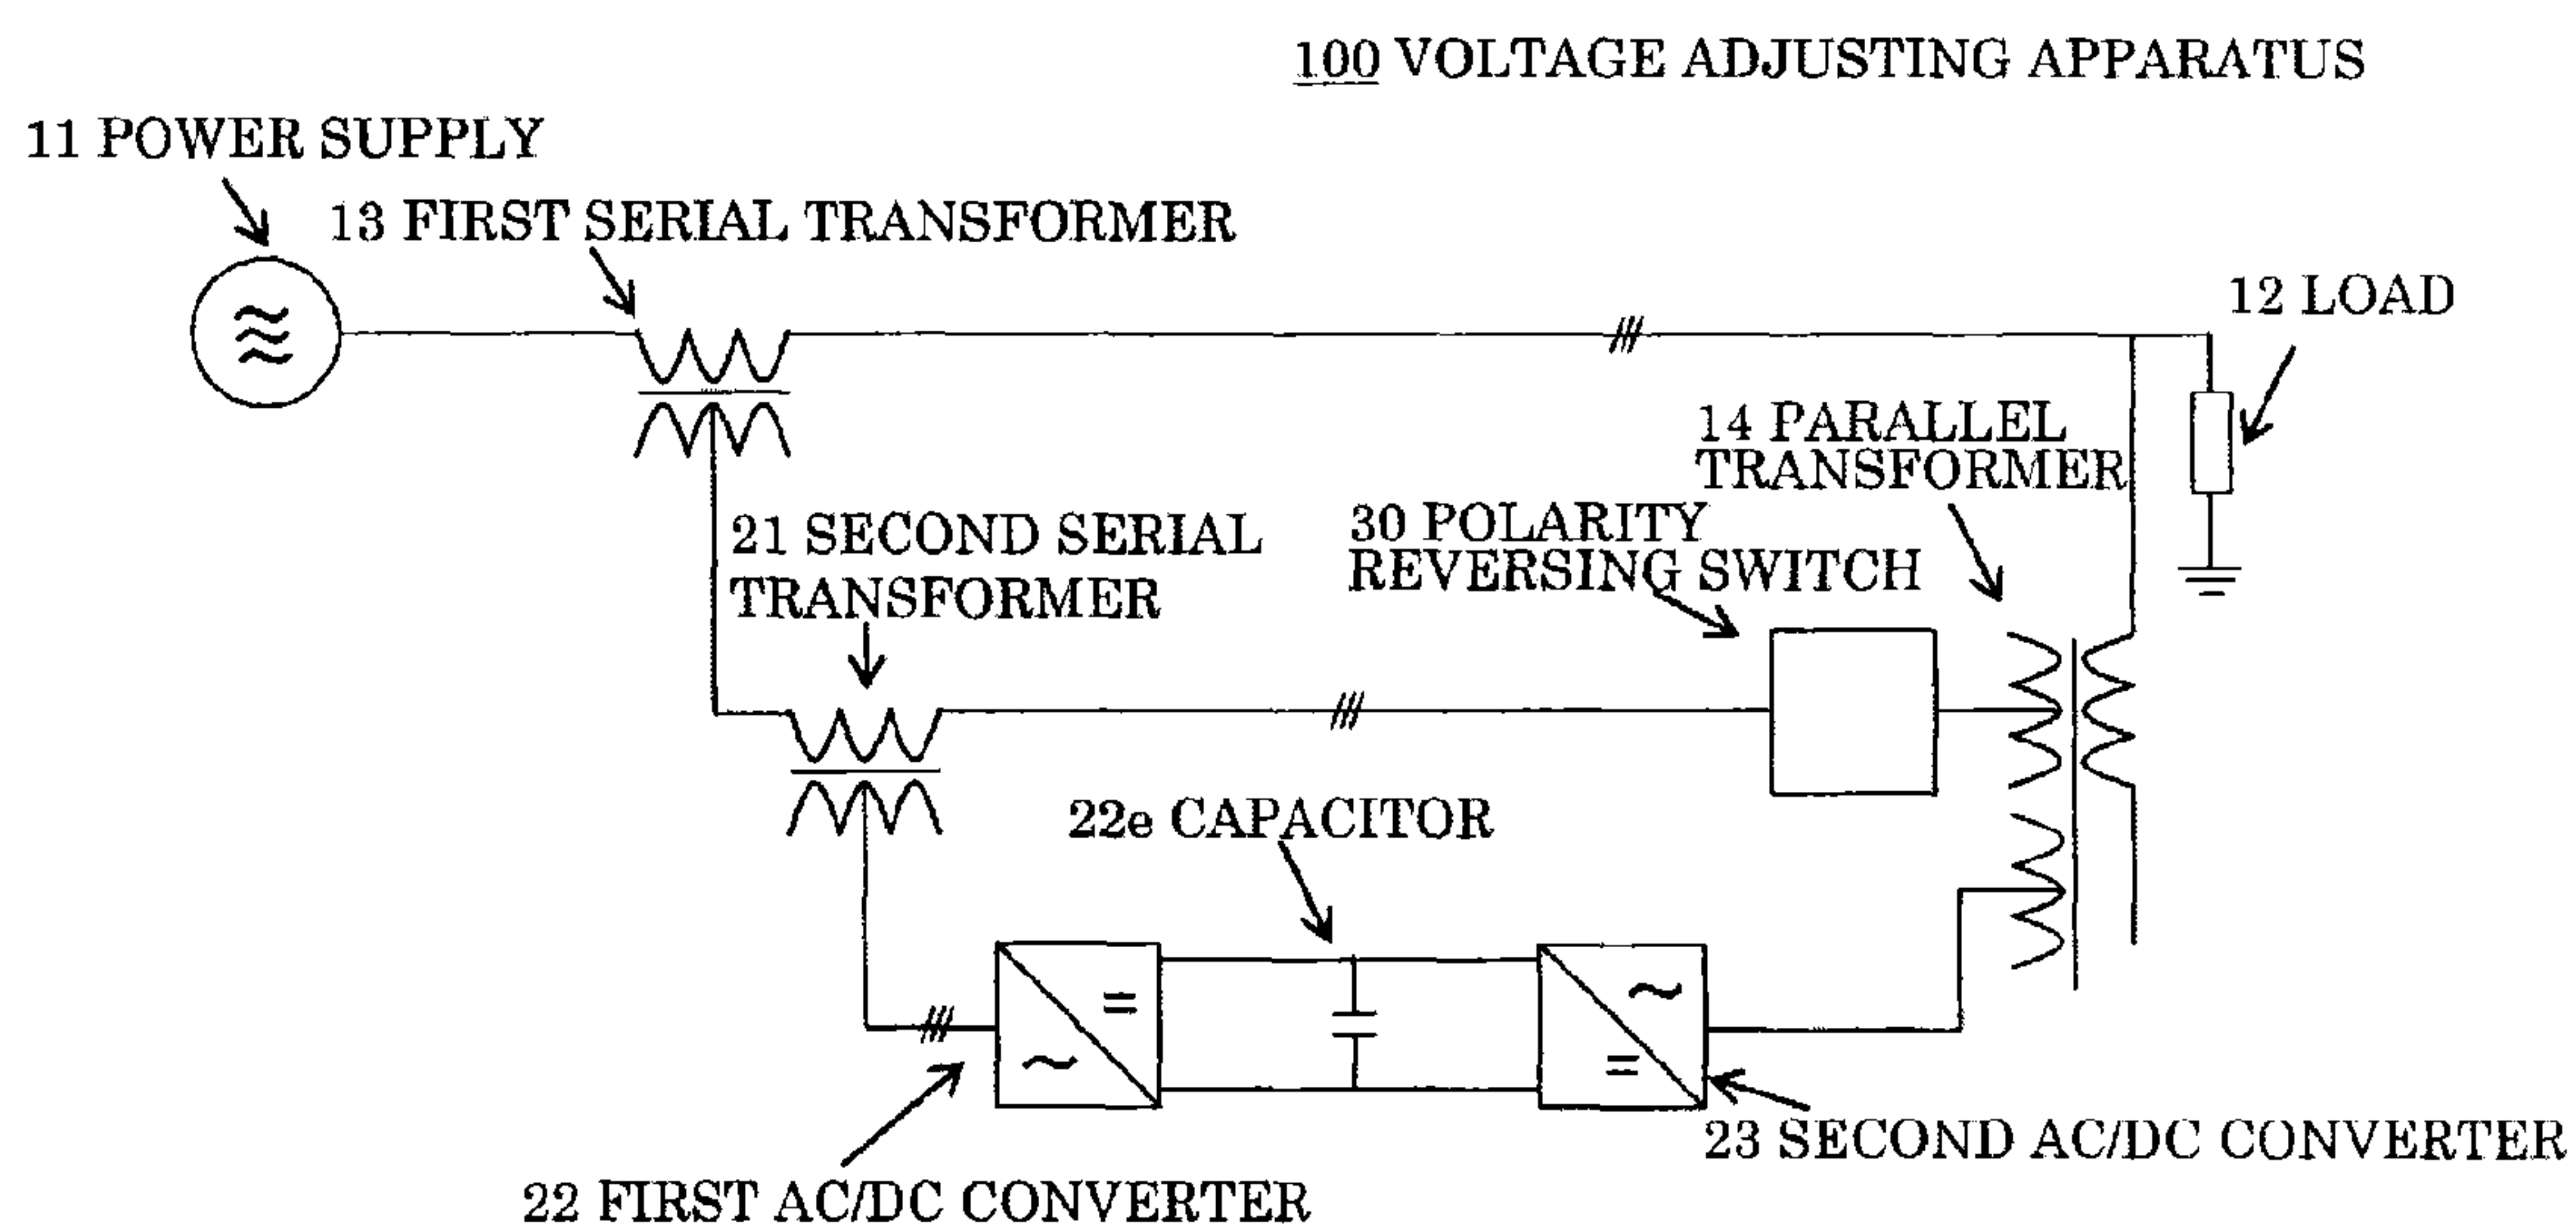 100 VOLTAGE ADJUSTING APPARATUS
11 POWER SUPPLY
13 FIRST SERIAL TRANSFORMER
12 LOAD
14 PARALLEL
TRANSFORMER
21 SECOND SERIAL
TRANSFORMER
30 POLARITY
REVERSING SWITCH
22e CAPACITOR
23 SECOND AC/DC CONVERTER
22 FIRST AC/DC CONVERTER